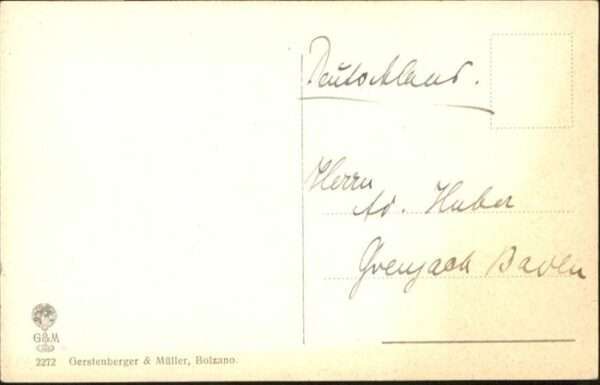 Deutschland.
Herrn
Ad. Huber
Grenzach Baden
G&M
2272 Gerstenberger & Müller, Bolzano.